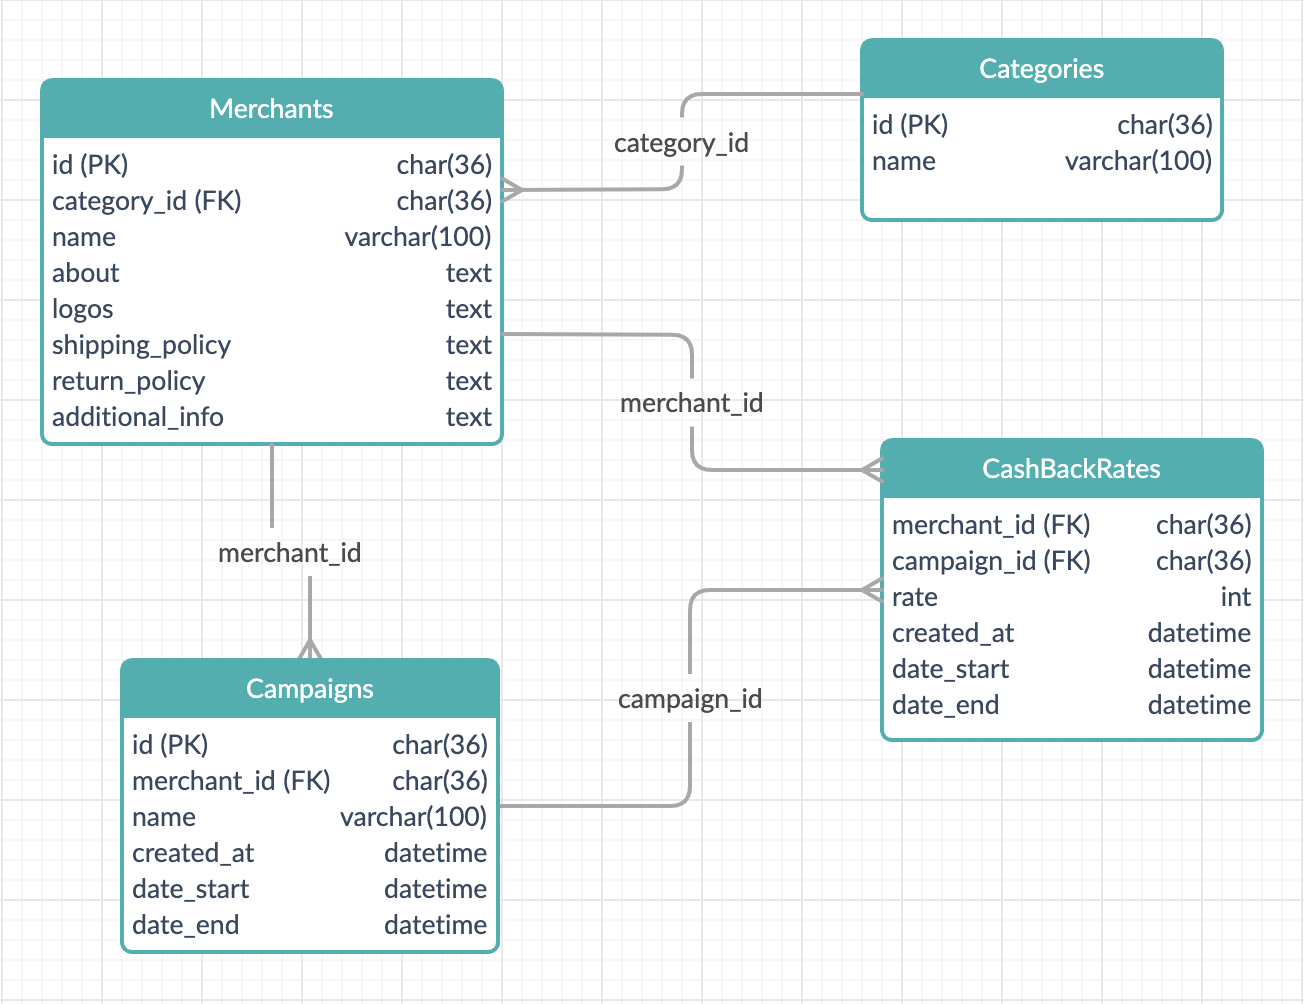 Merchants
id (PK) char(36)
category_id (FK) char(36)
name varchar(100)
about text
logos text
shipping_policy text
return_policy text
additional_info text
category_id
Categories
id (PK) char(36)
name varchar(100)
merchant_id
CashBackRates
merchant_id (FK) char(36)
campaign_id (FK) char(36)
rate int
created_at datetime
date_start datetime
date_end datetime
merchant_id
campaign_id
Campaigns
id (PK) char(36)
merchant_id (FK) char(36)
name varchar(100)
created_at datetime
date_start datetime
date_end datetime